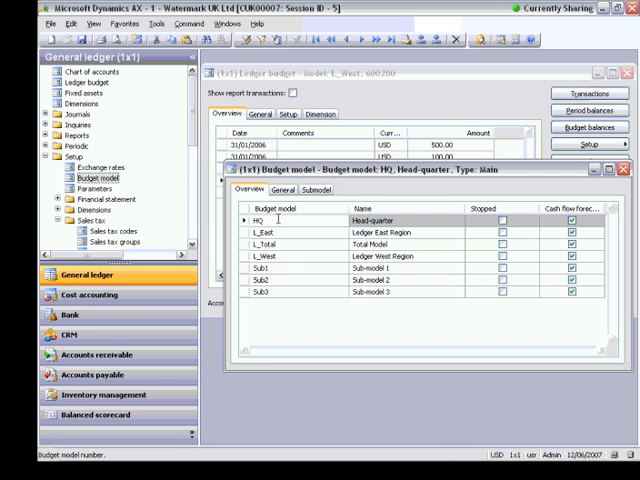 Microsoft Dynamics AX - 1 - Watermark UK Ltd [CUK00007: Session ID - 5]
Currently Sharing
File Edit View Favorites Tools Command Windows Help
General ledger (1x1)
Chart of accounts
Ledger budget
Fixed assets
Dimensions
Journals
Inquiries
Reports
Periodic
Setup
Exchange rates
Budget model
Parameters
Financial statement
Dimensions
Sales tax
Sales tax codes
Sales tax groups
General ledger
Cost accounting
Bank
CRM
Accounts receivable
Accounts payable
Inventory management
Balanced scorecard
(1x1) Ledger budget - Model: L_West, 600200
Show report transactions:
Overview General Setup Dimension
Date Comments Curr... Amount
31/01/2006 USD 500.00
31/01/2006 USD 100.00
Transactions
Period balances
Budget balances
Setup
(1x1) Budget model - Budget model: HQ, Head-quarter, Type: Main
Overview General Submodel
Budget model Name Stopped Cash flow forec...
HQ Head-quarter
L_East Ledger East Region
L_Total Total Model
L_West Ledger West Region
Sub1 Sub-model 1
Sub2 Sub-model 2
Sub3 Sub-model 3
Budget model number.
USD 1x1 usr 12/06/2007